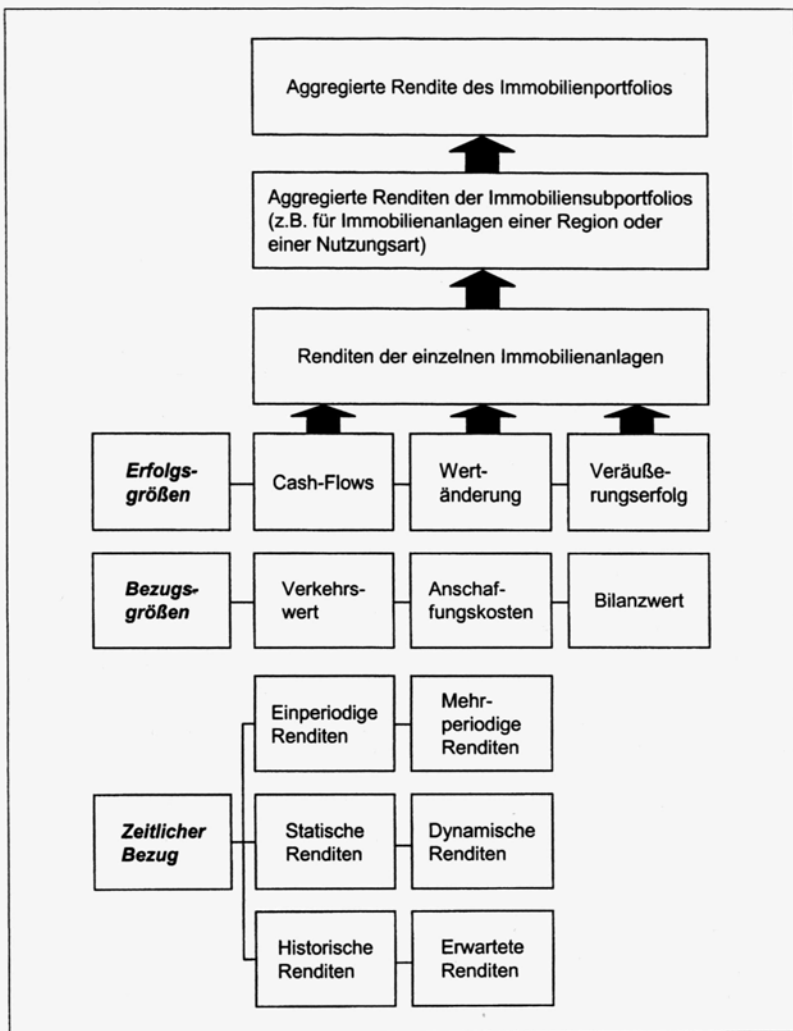 Aggregierte Rendite des Immobilienportfolios
Aggregierte Renditen der Immobiliensubportfolios
(z.B. für Immobilienanlagen einer Region oder
einer Nutzungsart)
Renditen der einzelnen Immobilienanlagen
Erfolgs-
größen
Cash-Flows
Wert-
änderung
Veräuße-
rungserfolg
Bezugs-
größen
Verkehrs-
wert
Anschaf-
fungskosten
Bilanzwert
Einperiodige
Renditen
Mehr-
periodige
Renditen
Zeitlicher
Bezug
Statische
Renditen
Dynamische
Renditen
Historische
Renditen
Erwartete
Renditen